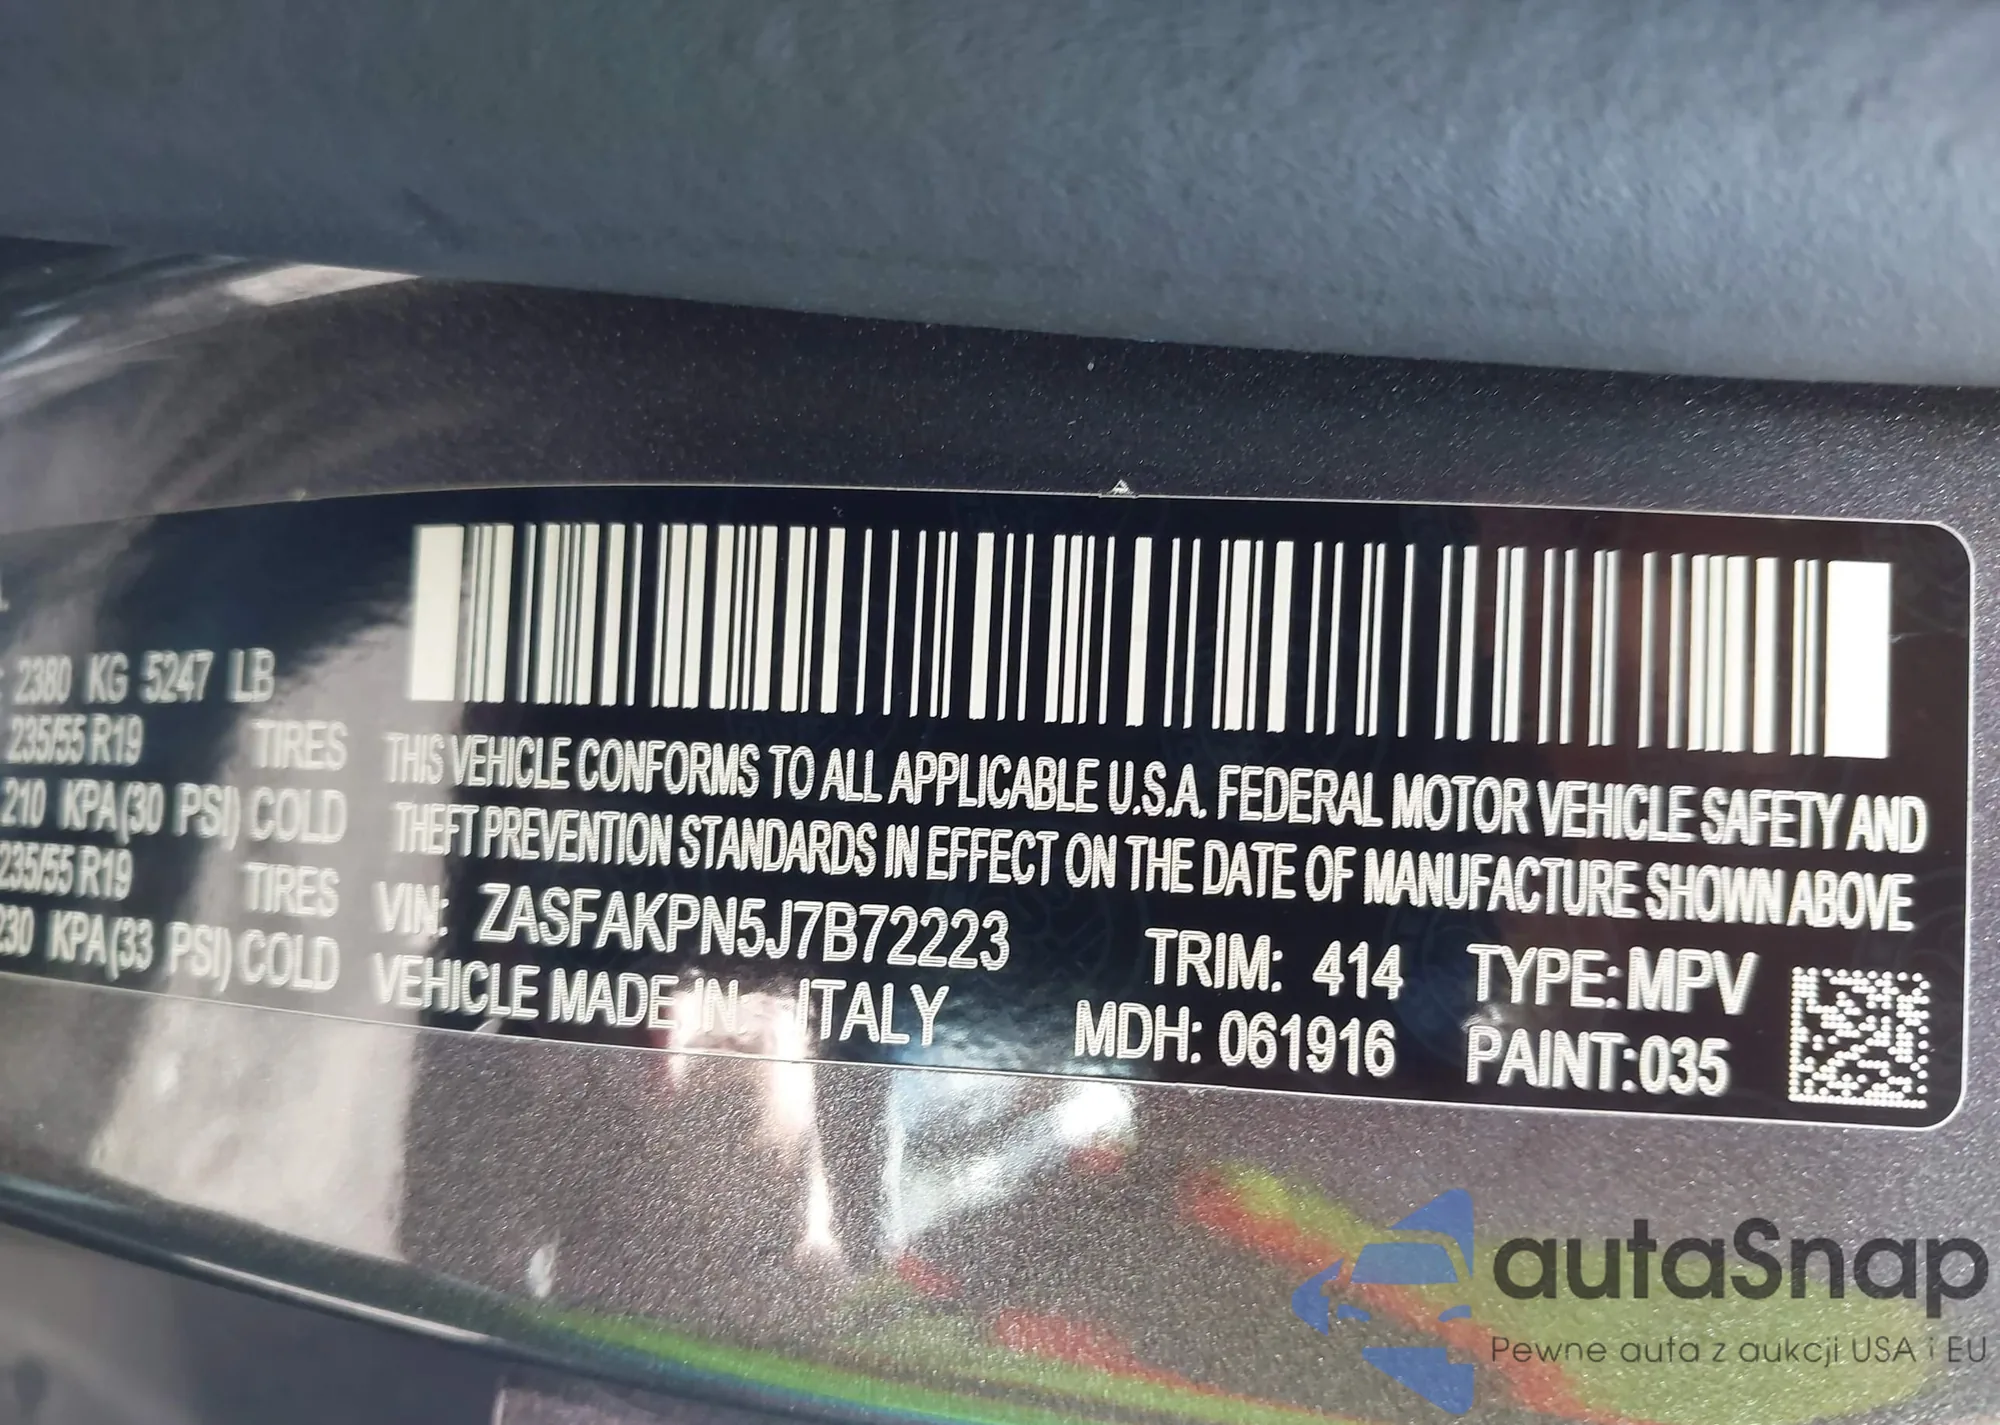 2380 KG 5247 LB
235/55 R19 TIRES
210 KPA(30 PSI) COLD
235/55 R19 TIRES
230 KPA(33 PSI) COLD
THIS VEHICLE CONFORMS TO ALL APPLICABLE U.S.A. FEDERAL MOTOR VEHICLE SAFETY AND
THEFT PREVENTION STANDARDS IN EFFECT ON THE DATE OF MANUFACTURE SHOWN ABOVE
VIN: ZASFAKPN5J7B72223 TRIM: 414 TYPE: MPV
VEHICLE MADE IN: ITALY MDH: 061916 PAINT:035
autaSnap
Pewne auta z aukcji USA i EU